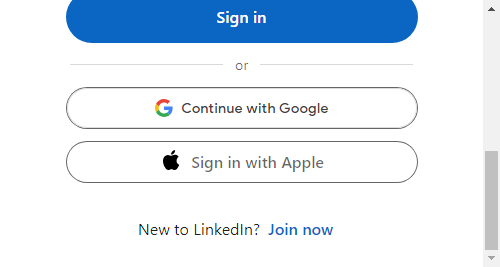 Sign in
or
Continue with Google
Sign in with Apple
New to LinkedIn? Join now